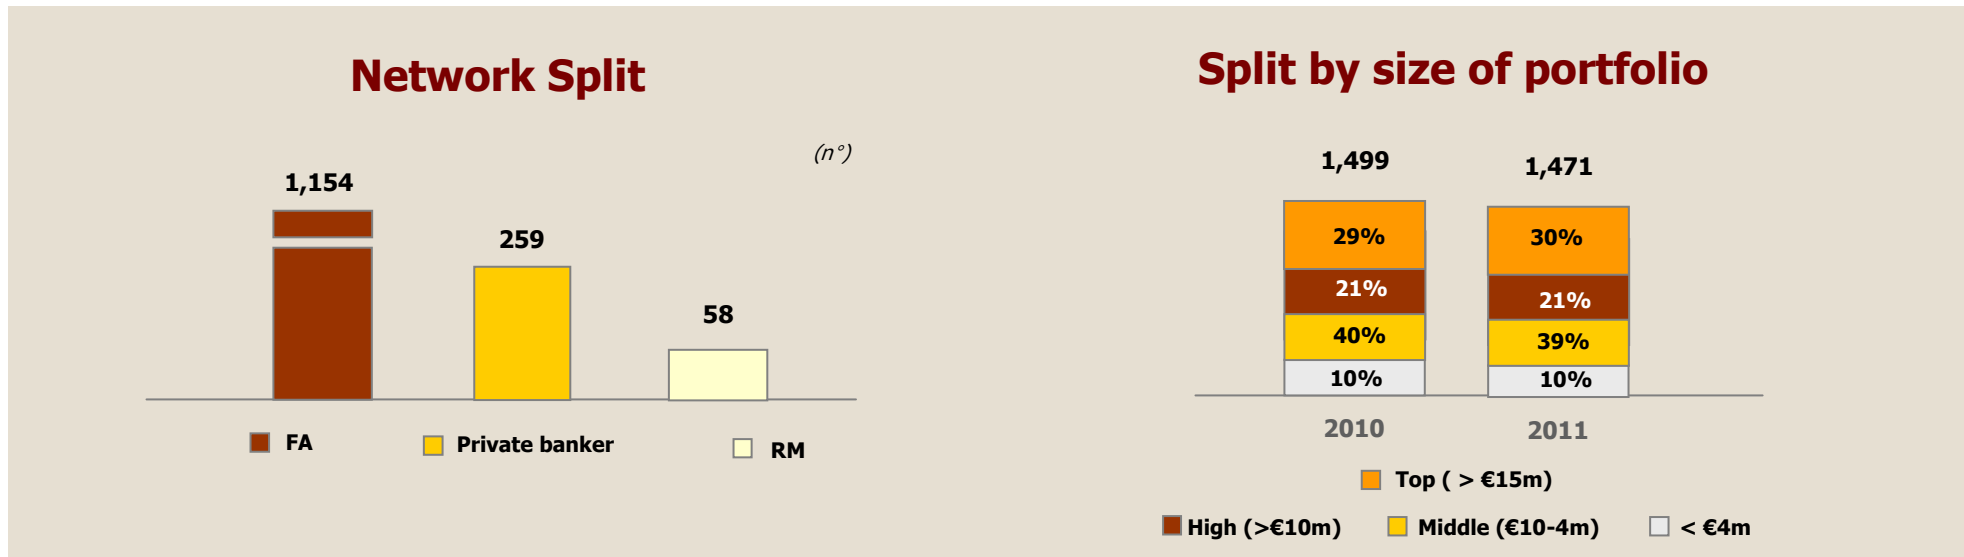 Network Split
(n°)
1,154
259
58
FA
Private banker
RM
Split by size of portfolio
1,499
1,471
29%
30%
21%
21%
40%
39%
10%
10%
2010
2011
Top ( > €15m)
High (>€10m)
Middle (€10-4m)
< €4m